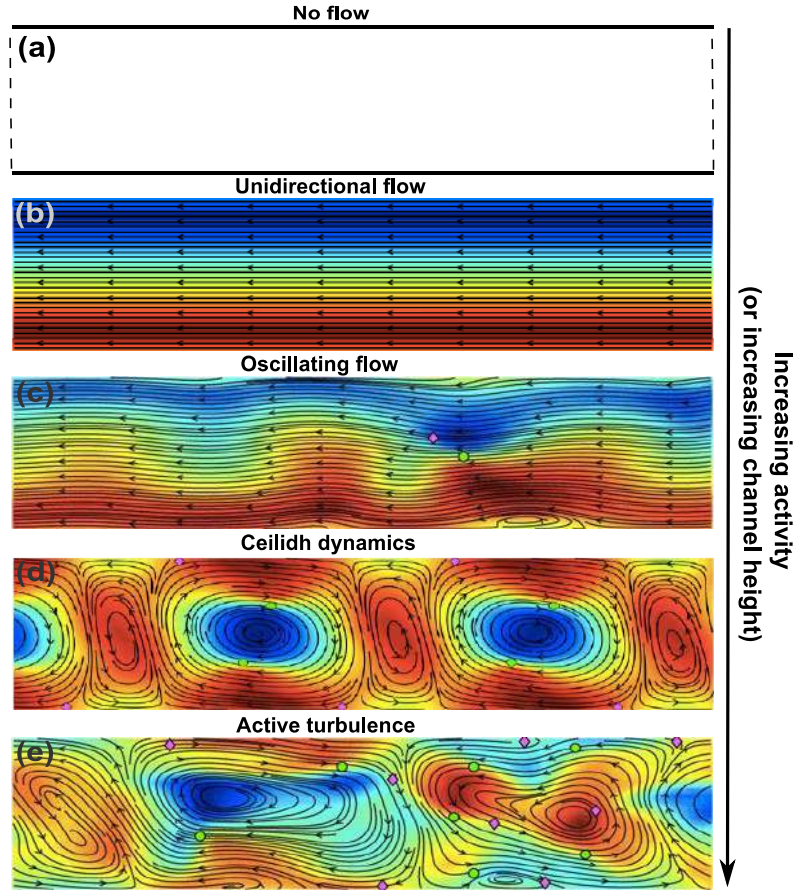 No flow
(a)
Unidirectional flow
(b)
Oscillating flow
(c)
Ceilidh dynamics
(d)
Active turbulence
(e)
Increasing activity
(or increasing channel height)